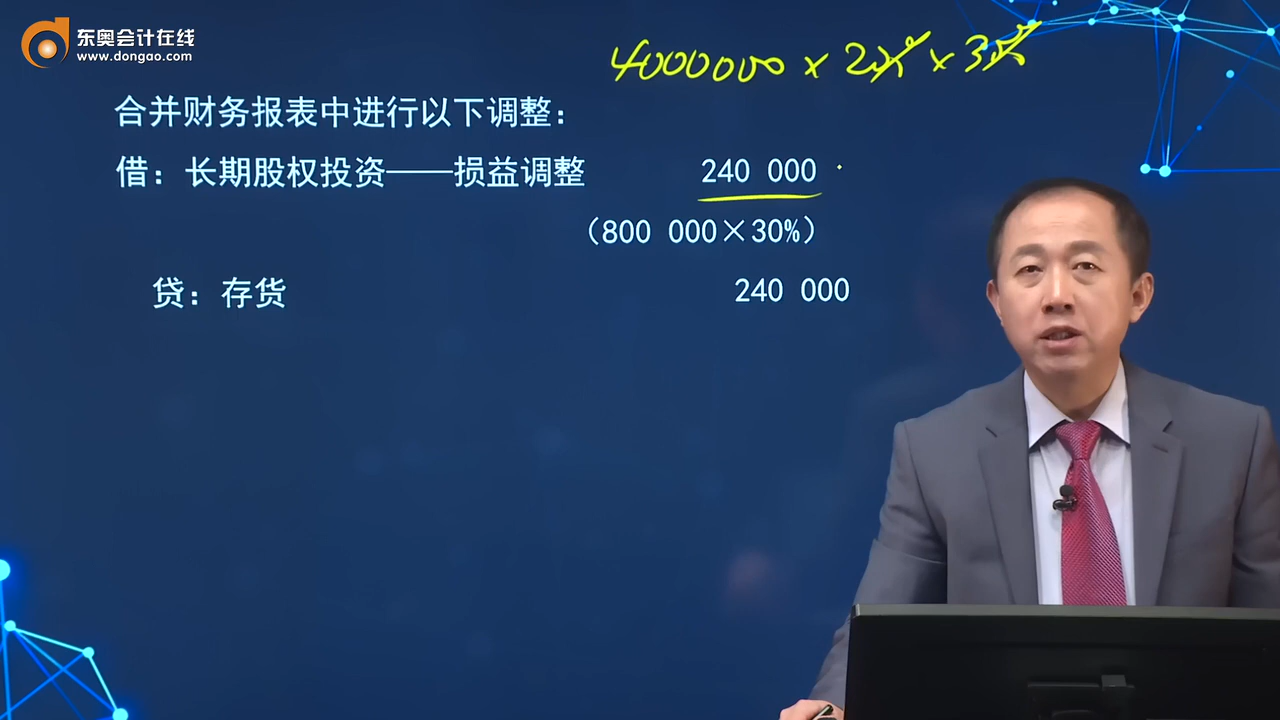 东奥会计在线
www.dongao.com
4000000 × 20% × 30%
合并财务报表中进行以下调整：
借：长期股权投资——损益调整 240 000
（800 000×30%）
贷：存货 240 000